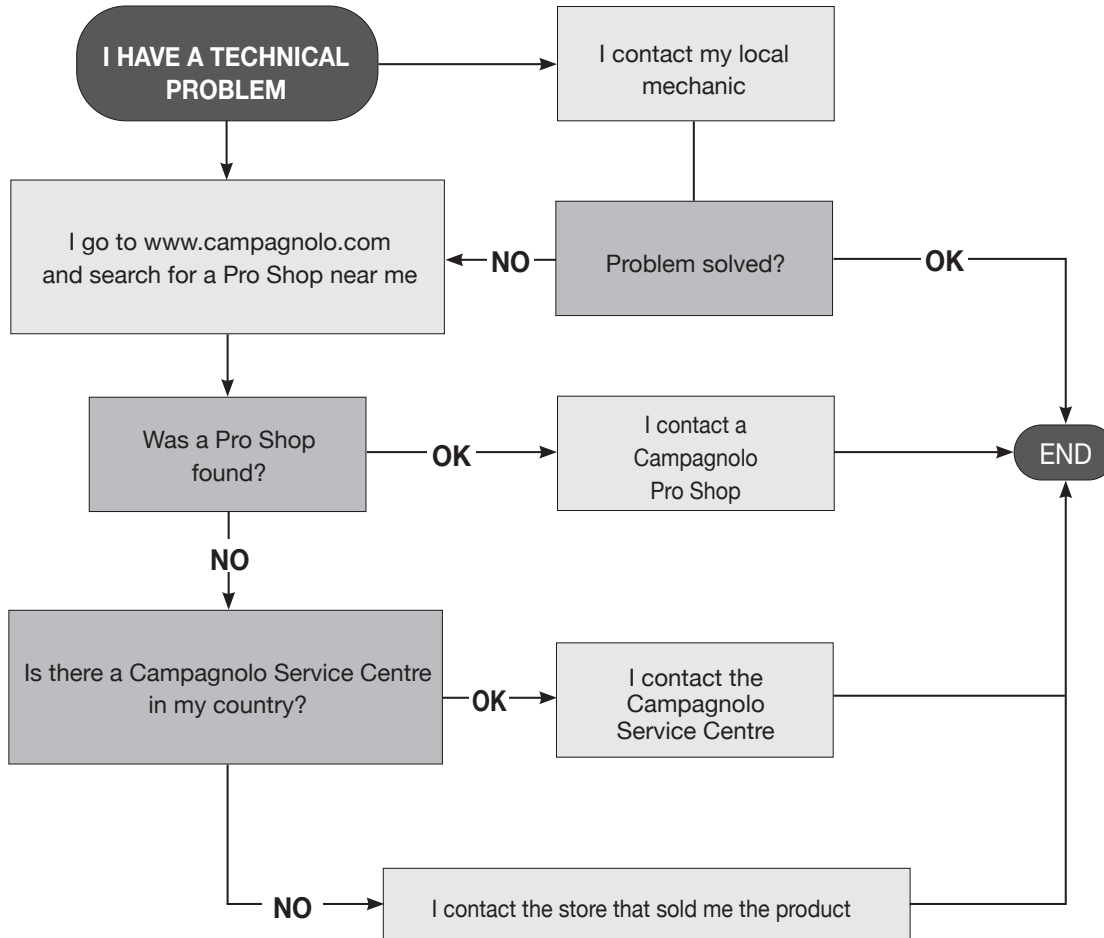 I HAVE A TECHNICAL
PROBLEM
I contact my local
mechanic
I go to www.campagnolo.com
and search for a Pro Shop near me
NO
Problem solved?
OK
Was a Pro Shop
found?
OK
I contact a
Campagnolo
Pro Shop
END
NO
Is there a Campagnolo Service Centre
in my country?
OK
I contact the
Campagnolo
Service Centre
NO
I contact the store that sold me the product